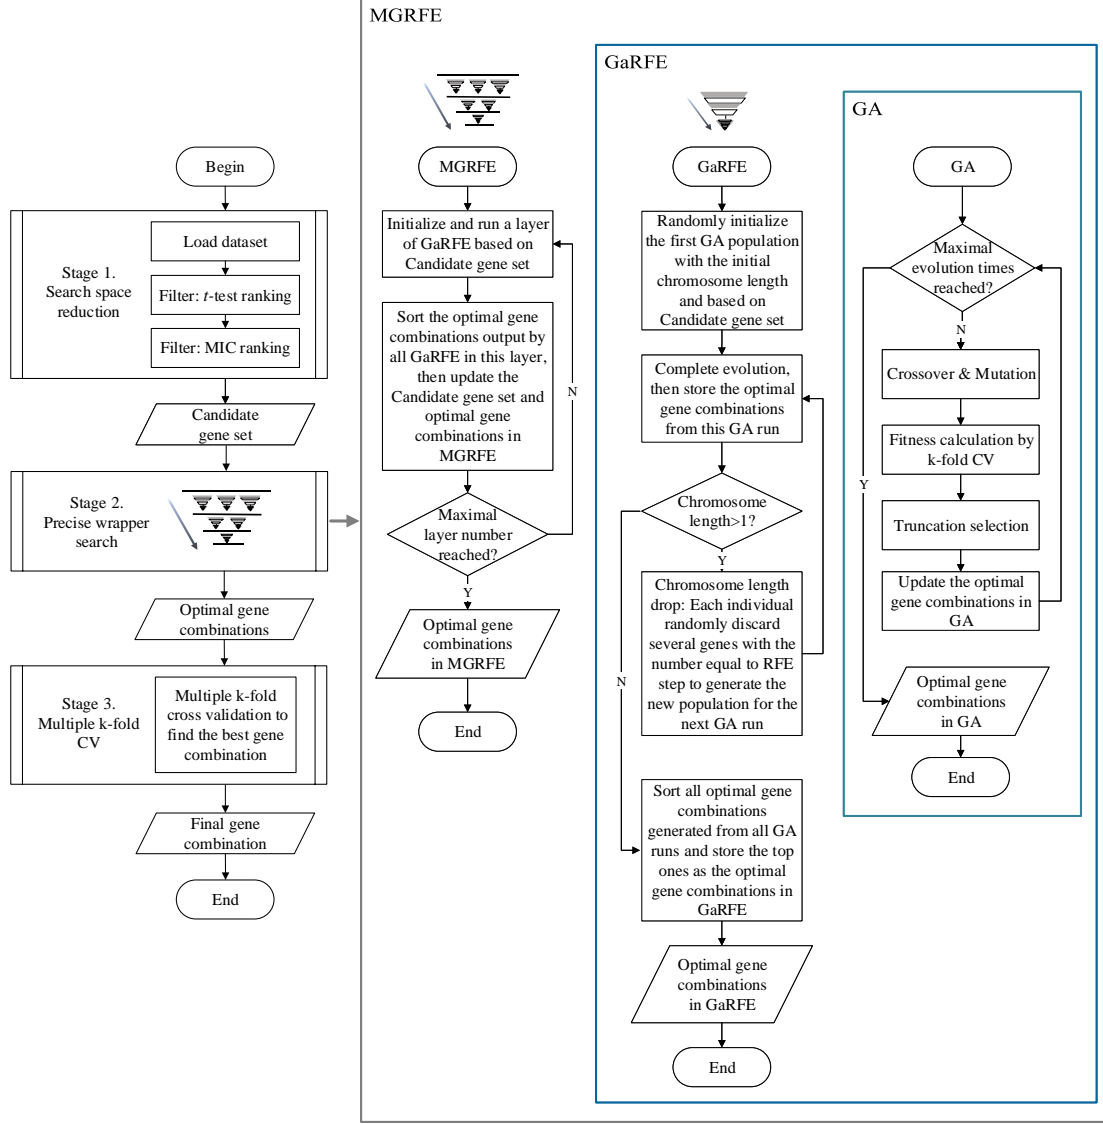 MGRFE
GaRFE
GA
Begin
Stage 1.
Search space
reduction
Load dataset
Filter: t-test ranking
Filter: MIC ranking
Candidate
gene set
Stage 2.
Precise wrapper
search
Optimal gene
combinations
Stage 3.
Multiple k-fold
CV
Multiple k-fold
cross validation to
find the best gene
combination
Final gene
combination
End
MGRFE
Initialize and run a layer
of GaRFE based on
Candidate gene set
Sort the optimal gene
combinations output by
all GaRFE in this layer,
then update the
Candidate gene set and
optimal gene
combinations in
MGRFE
N
Maximal
layer number
reached?
Y
Optimal gene
combinations
in MGRFE
End
GaRFE
Randomly initialize
the first GA population
with the initial
chromosome length
and based on
Candidate gene set
Complete evolution,
then store the optimal
gene combinations
from this GA run
Chromosome
length>1?
Y
Chromosome length
drop: Each individual
randomly discard
several genes with the
number equal to RFE
step to generate the
new population for the
next GA run
N
Sort all optimal gene
combinations
generated from all GA
runs and store the top
ones as the optimal
gene combinations in
GaRFE
Optimal gene
combinations
in GaRFE
End
GA
Maximal
evolution times
reached?
N
Crossover & Mutation
Fitness calculation by
k-fold CV
Y
Truncation selection
Update the optimal
gene combinations in
GA
Optimal gene
combinations
in GA
End